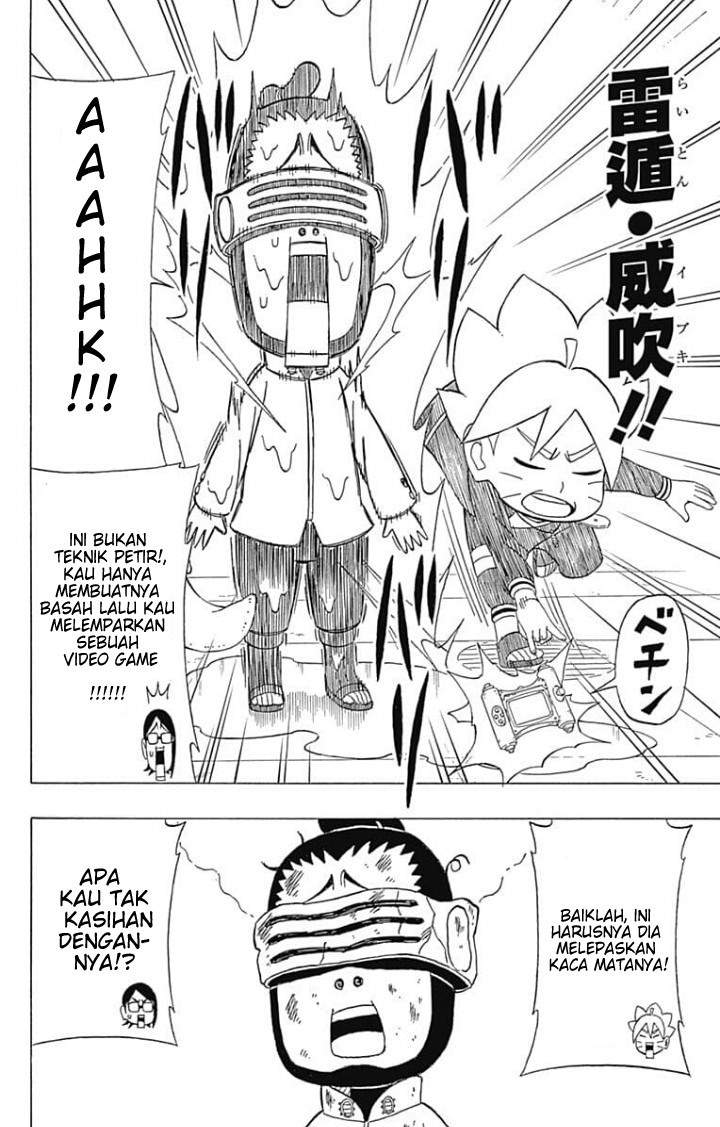 雷遁・威吹!!
らいとん
イブキ
A
A
A
H
H
K
!!!
INI BUKAN
TEKNIK PETIR!,
KAU HANYA
MEMBUATNYA
BASAH LALU KAU
MELEMPARKAN
SEBUAH
VIDEO GAME
!!!!!!
ベチン
BAIKLAH, INI
HARUSNYA DIA
MELEPASKAN
KACA MATANYA!
APA
KAU TAK
KASIHAN
DENGAN-
NYA!?